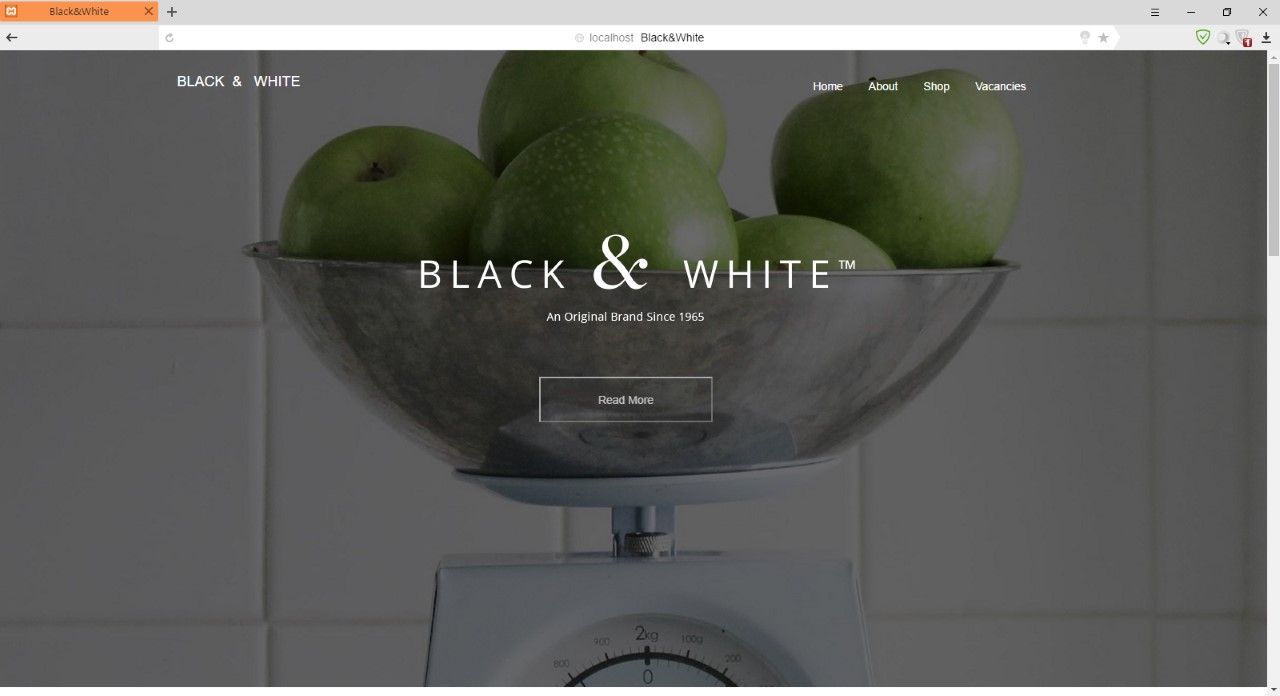 Black&White
localhost Black&White
BLACK & WHITE
Home About Shop Vacancies
BLACK & WHITE™
An Original Brand Since 1965
Read More
900 2kg 100g
800 200
0